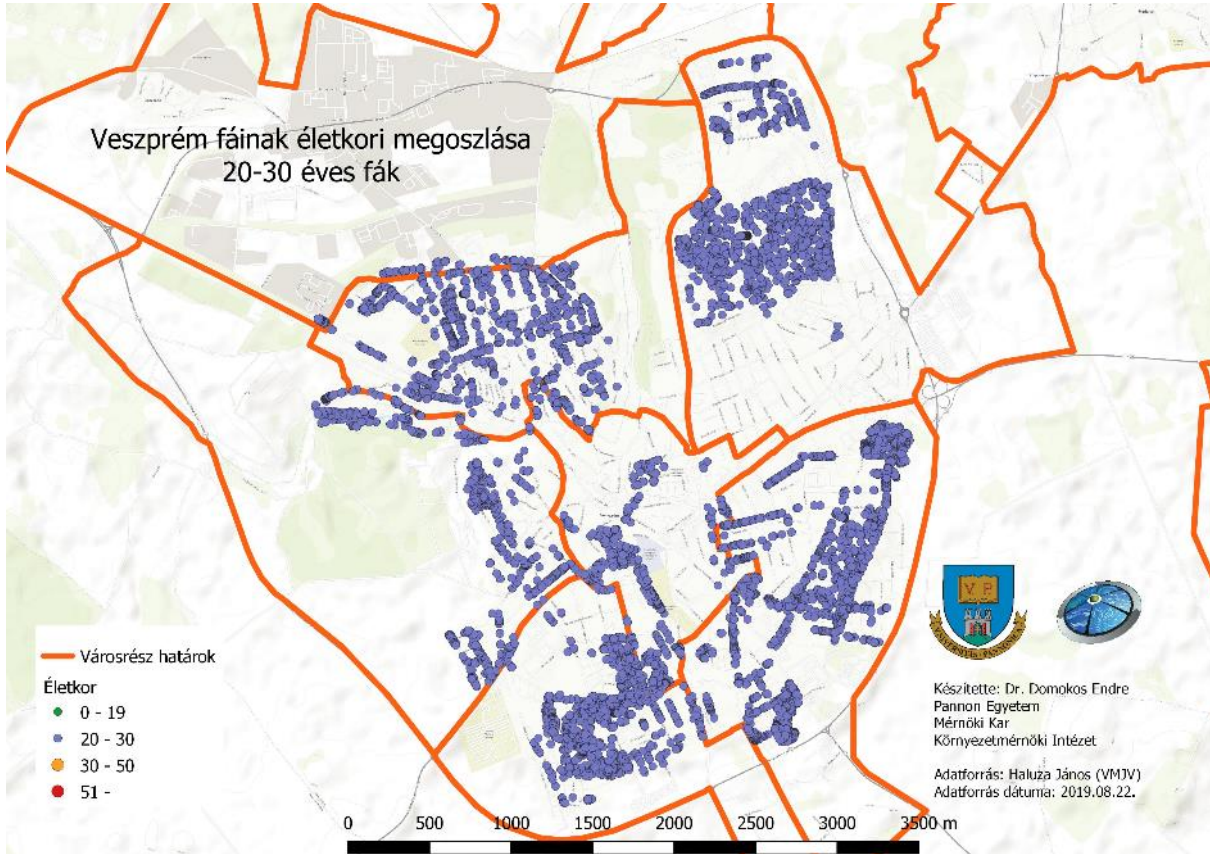 Veszprém fáinak életkori megoszlása
20-30 éves fák
Városrész határok
Életkor
0 - 19
20 - 30
30 - 50
51 -
V P
UNIVERSITAS · PANNONICA
Készítette: Dr. Domokos Endre
Pannon Egyetem
Mérnöki Kar
Környezetmérnöki Intézet
Adatforrás: Haluza János (VMJV)
Adatforrás dátuma: 2019.08.22.
0 500 1000 1500 2000 2500 3000 3500 m